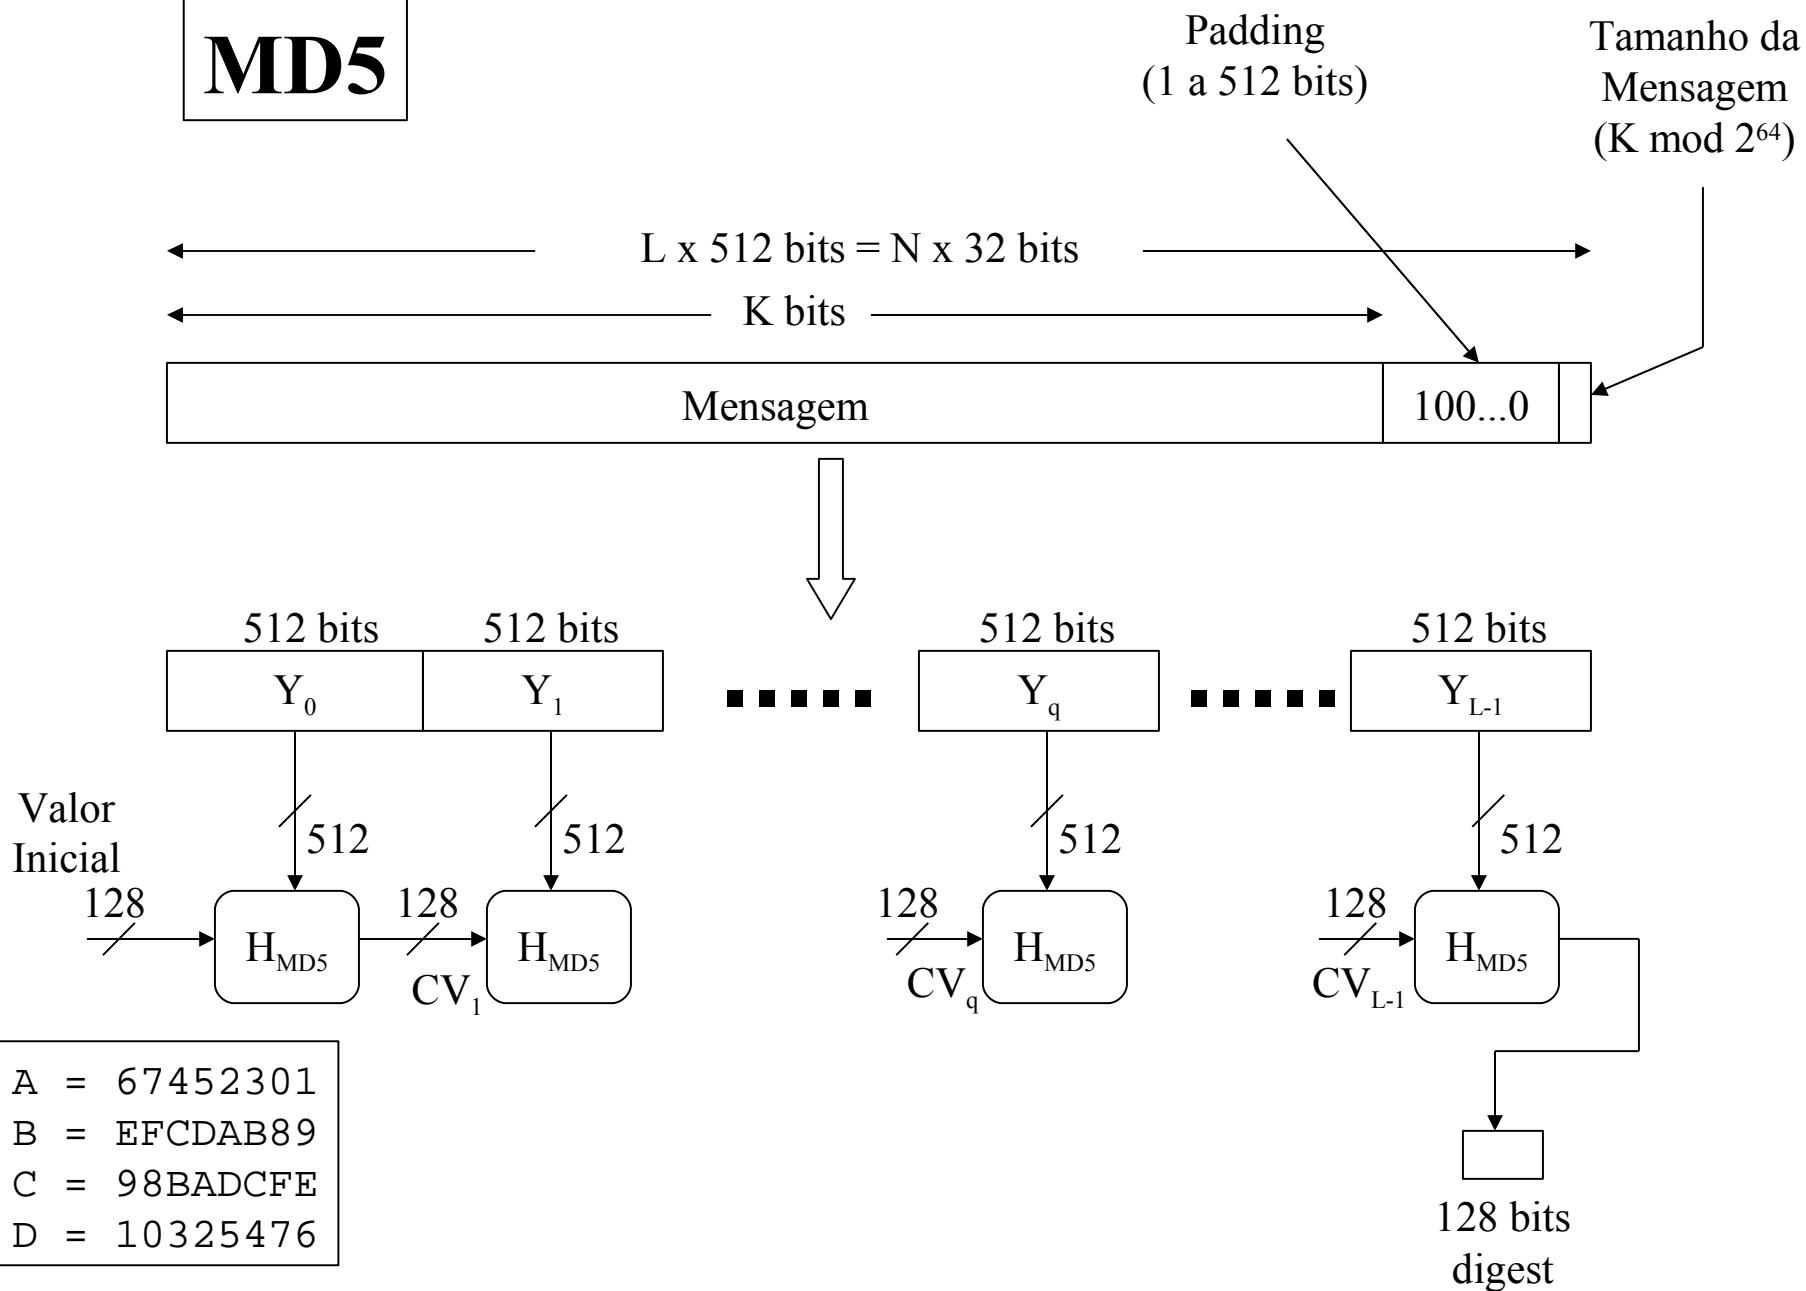 MD5
Padding
(1 a 512 bits)
Tamanho da
Mensagem
(K mod 2⁶⁴)
L x 512 bits = N x 32 bits
K bits
Mensagem
100...0
512 bits
512 bits
512 bits
512 bits
Y₀
Y₁
Y_q
Y_L-1
Valor
Inicial
512
512
512
512
128
128
128
128
H_MD5
H_MD5
H_MD5
H_MD5
CV₁
CV_q
CV_L-1
A = 67452301
B = EFCDAB89
C = 98BADCFE
D = 10325476
128 bits
digest